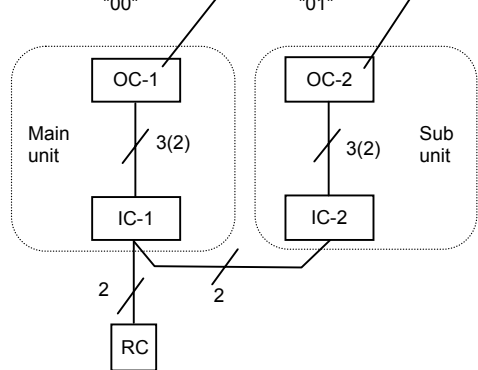 "00" "01"
OC-1 OC-2
Main unit
3(2)
3(2)
Sub unit
IC-1 IC-2
2
2
RC